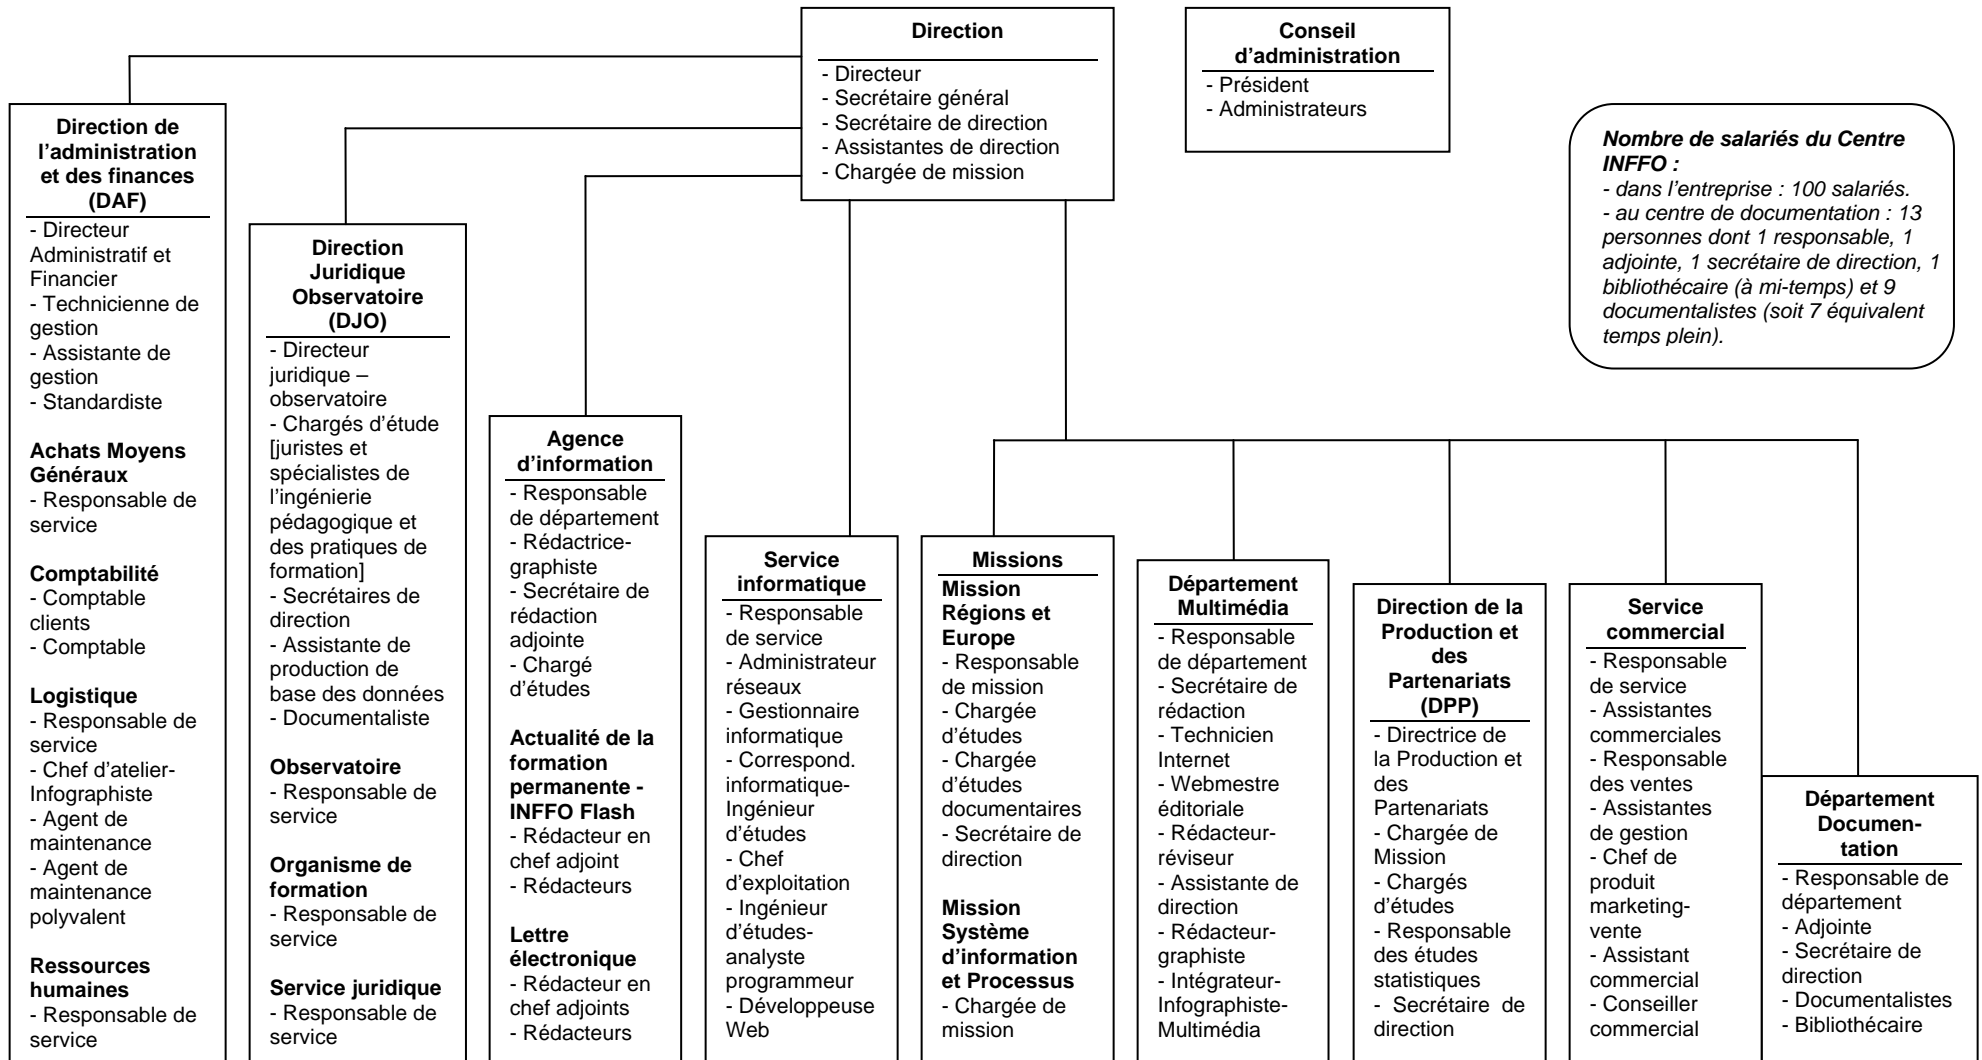 Direction
- Directeur
- Secrétaire général
- Secrétaire de direction
- Assistantes de direction
- Chargée de mission
Conseil
d’administration
- Président
- Administrateurs
Nombre de salariés du Centre
INFFO :
- dans l’entreprise : 100 salariés.
- au centre de documentation : 13
personnes dont 1 responsable, 1
adjointe, 1 secrétaire de direction, 1
bibliothécaire (à mi-temps) et 9
documentalistes (soit 7 équivalent
temps plein).
Direction de
l’administration
et des finances
(DAF)
- Directeur
Administratif et
Financier
- Technicienne de
gestion
- Assistante de
gestion
- Standardiste
Achats Moyens
Généraux
- Responsable de
service
Comptabilité
- Comptable
clients
- Comptable
Logistique
- Responsable de
service
- Chef d’atelier-
Infographiste
- Agent de
maintenance
- Agent de
maintenance
polyvalent
Ressources
humaines
- Responsable de
service
Direction
Juridique
Observatoire
(DJO)
- Directeur
juridique –
observatoire
- Chargés d’étude
[juristes et
spécialistes de
l’ingénierie
pédagogique et
des pratiques de
formation]
- Secrétaires de
direction
- Assistante de
production de
base des données
- Documentaliste
Observatoire
- Responsable de
service
Organisme de
formation
- Responsable de
service
Service juridique
- Responsable de
service
Agence
d’information
- Responsable
de département
- Rédactrice-
graphiste
- Secrétaire de
rédaction
adjointe
- Chargé
d’études
Actualité de la
formation
permanente -
INFFO Flash
- Rédacteur en
chef adjoint
- Rédacteurs
Lettre
électronique
- Rédacteur en
chef adjoints
- Rédacteurs
Service
informatique
- Responsable
de service
- Administrateur
réseaux
- Gestionnaire
informatique
- Correspond.
informatique-
Ingénieur
d’études
- Chef
d’exploitation
- Ingénieur
d’études-
analyste
programmeur
- Développeuse
Web
Missions
Mission
Régions et
Europe
- Responsable
de mission
- Chargée
d’études
- Chargée
d’études
documentaires
- Secrétaire de
direction
Mission
Système
d’information
et Processus
- Chargée de
mission
Département
Multimédia
- Responsable
de département
- Secrétaire de
rédaction
- Technicien
Internet
- Webmestre
éditoriale
- Rédacteur-
réviseur
- Assistante de
direction
- Rédacteur-
graphiste
- Intégrateur-
Infographiste-
Multimédia
Direction de la
Production et
des
Partenariats
(DPP)
- Directrice de
la Production et
des
Partenariats
- Chargée de
Mission
- Chargés
d’études
- Responsable
des études
statistiques
- Secrétaire de
direction
Service
commercial
- Responsable
de service
- Assistantes
commerciales
- Responsable
des ventes
- Assistantes
de gestion
- Chef de
produit
marketing-
vente
- Assistant
commercial
- Conseiller
commercial
Département
Documen-
tation
- Responsable de
département
- Adjointe
- Secrétaire de
direction
- Documentalistes
- Bibliothécaire